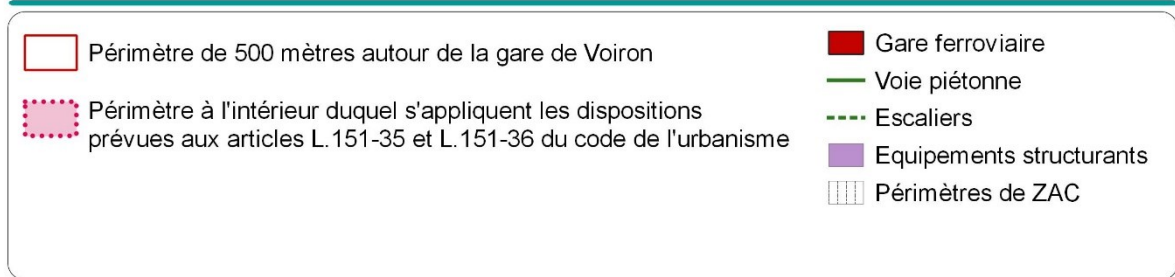 Périmètre de 500 mètres autour de la gare de Voiron
Périmètre à l'intérieur duquel s'appliquent les dispositions
prévues aux articles L.151-35 et L.151-36 du code de l'urbanisme
Gare ferroviaire
Voie piétonne
Escaliers
Equipements structurants
Périmètres de ZAC